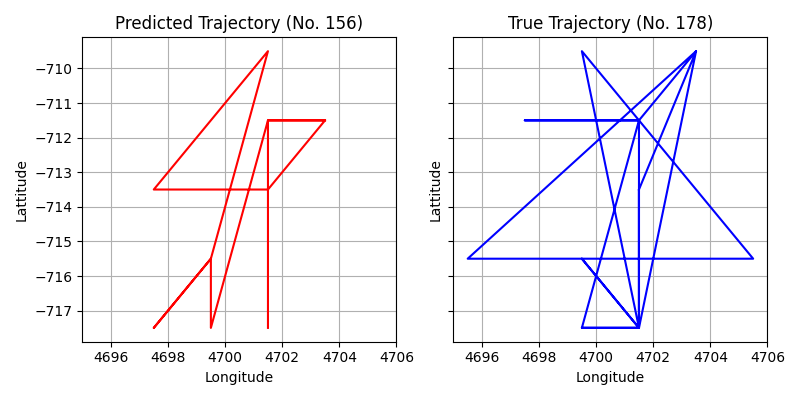 Predicted Trajectory (No. 156)
True Trajectory (No. 178)
−710
−711
−712
−713
−714
−715
−716
−717
Lattitude
Lattitude
4696 4698 4700 4702 4704 4706
4696 4698 4700 4702 4704 4706
Longitude
Longitude